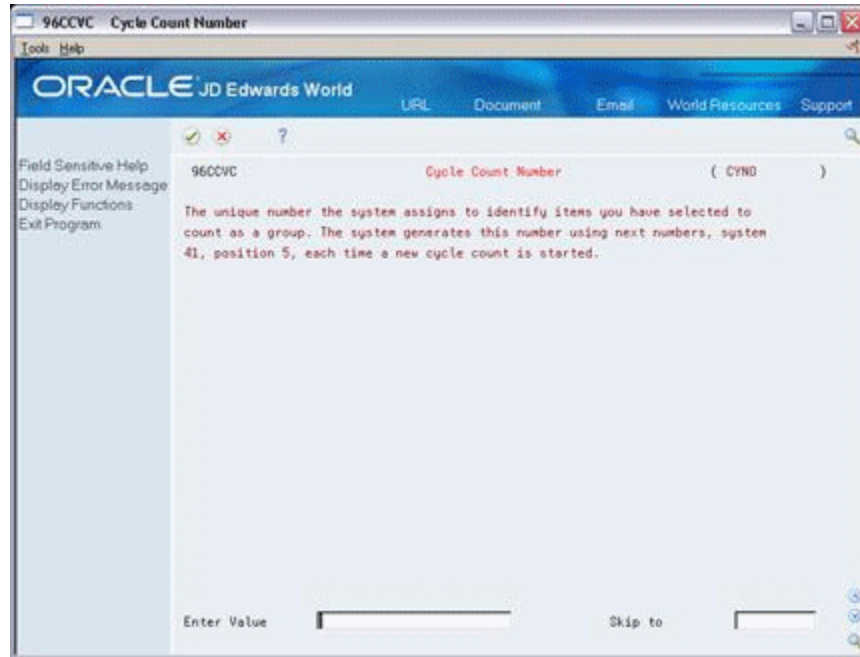 96CCVC Cycle Count Number
Tools Help
ORACLE JD Edwards World
URL Document Email World Resources Support
?
Field Sensitive Help
Display Error Message
Display Functions
Exit Program
96CCVC Cycle Count Number ( CYNO )
The unique number the system assigns to identify items you have selected to
count as a group. The system generates this number using next numbers, system
41, position 5, each time a new cycle count is started.
Enter Value Skip to